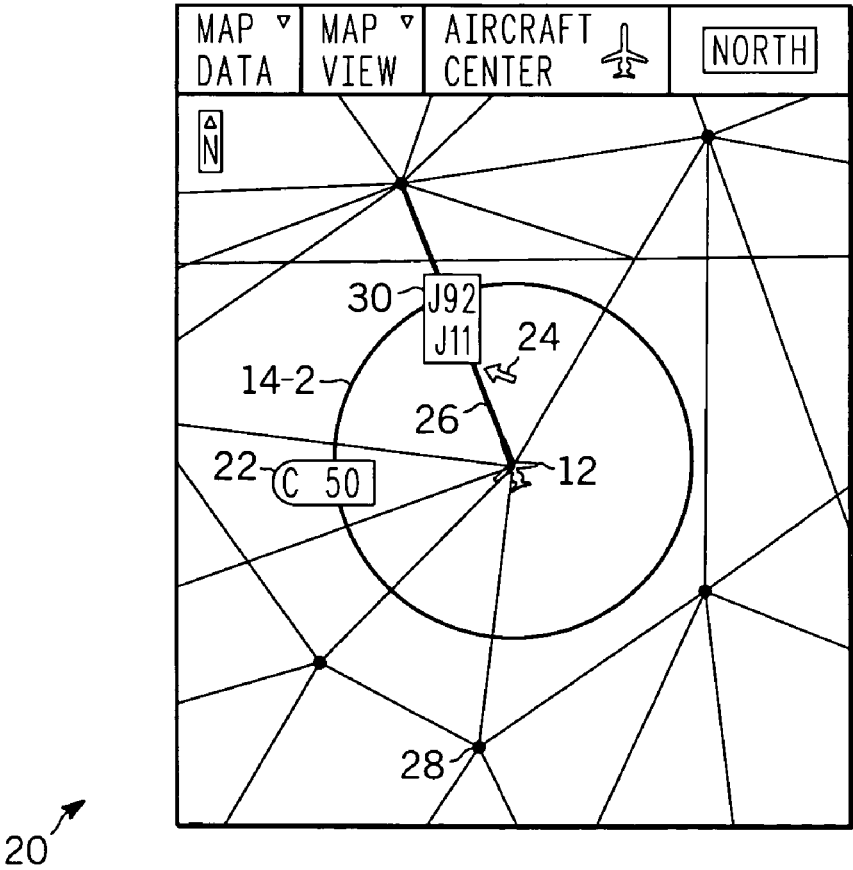 MAP DATA
MAP VIEW
AIRCRAFT CENTER
NORTH
N
30
J92
J11
24
14-2
26
22
C 50
12
28
20